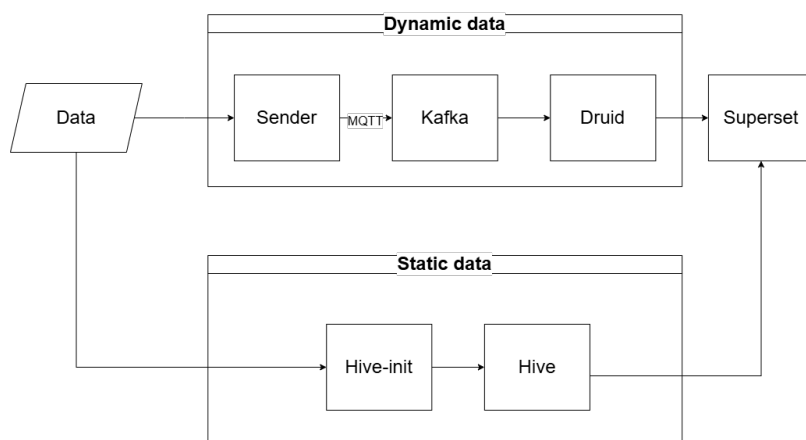 Dynamic data
Data
Sender
MQTT
Kafka
Druid
Superset
Static data
Hive-init
Hive